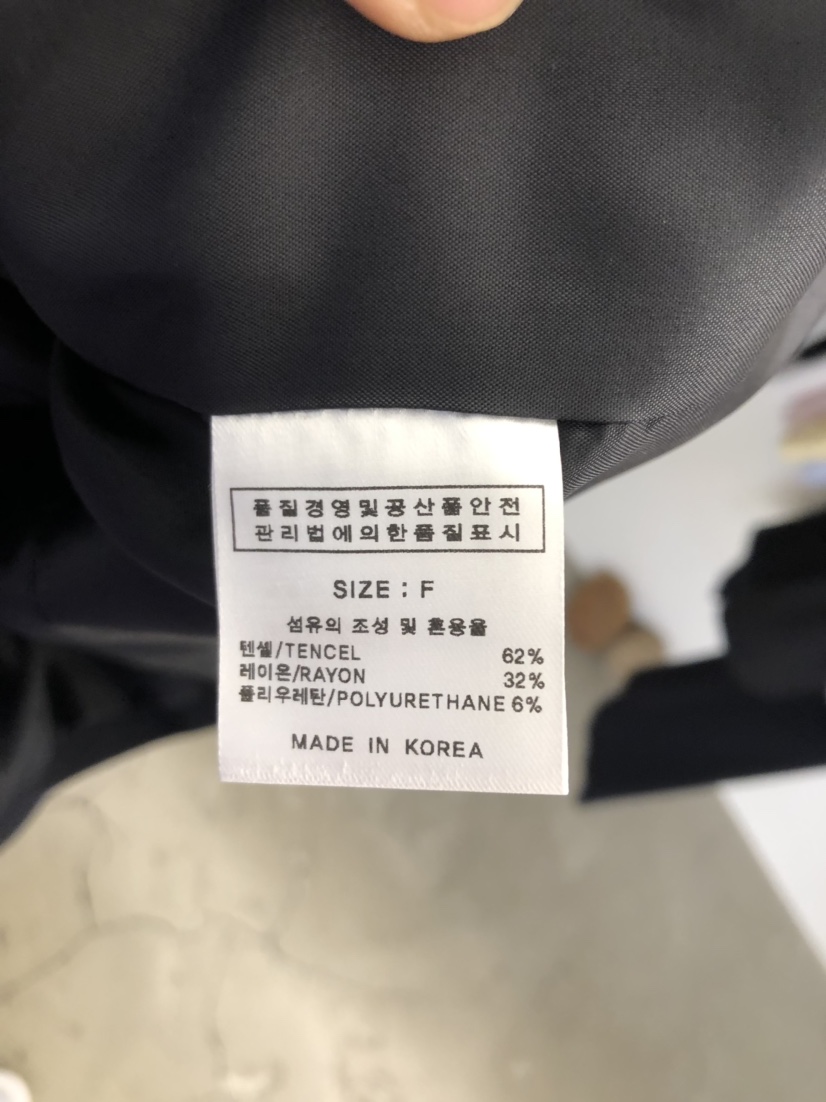 품질경영및공산품안전
관리법에의한품질표시
SIZE : F
섬유의 조성 및 혼용율
텐셀/TENCEL 62%
레이온/RAYON 32%
폴리우레탄/POLYURETHANE 6%
MADE IN KOREA